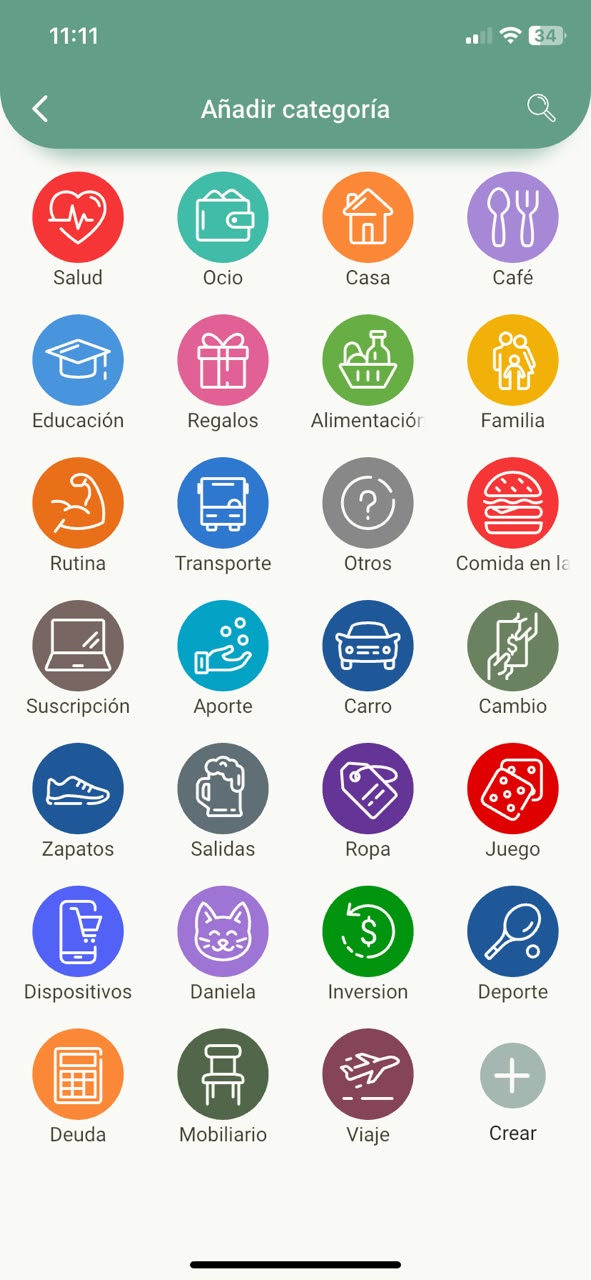 11:11
34
Añadir categoría
Salud
Ocio
Casa
Café
Educación
Regalos
Alimentación
Familia
Rutina
Transporte
?
Otros
Comida en la
Suscripción
Aporte
Carro
$
Cambio
Zapatos
Salidas
Ropa
Juego
Dispositivos
Daniela
$
Inversion
Deporte
Deuda
Mobiliario
Viaje
Crear